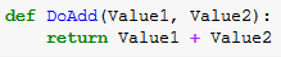 def DoAdd(Value1, Value2):
    return Value1 + Value2